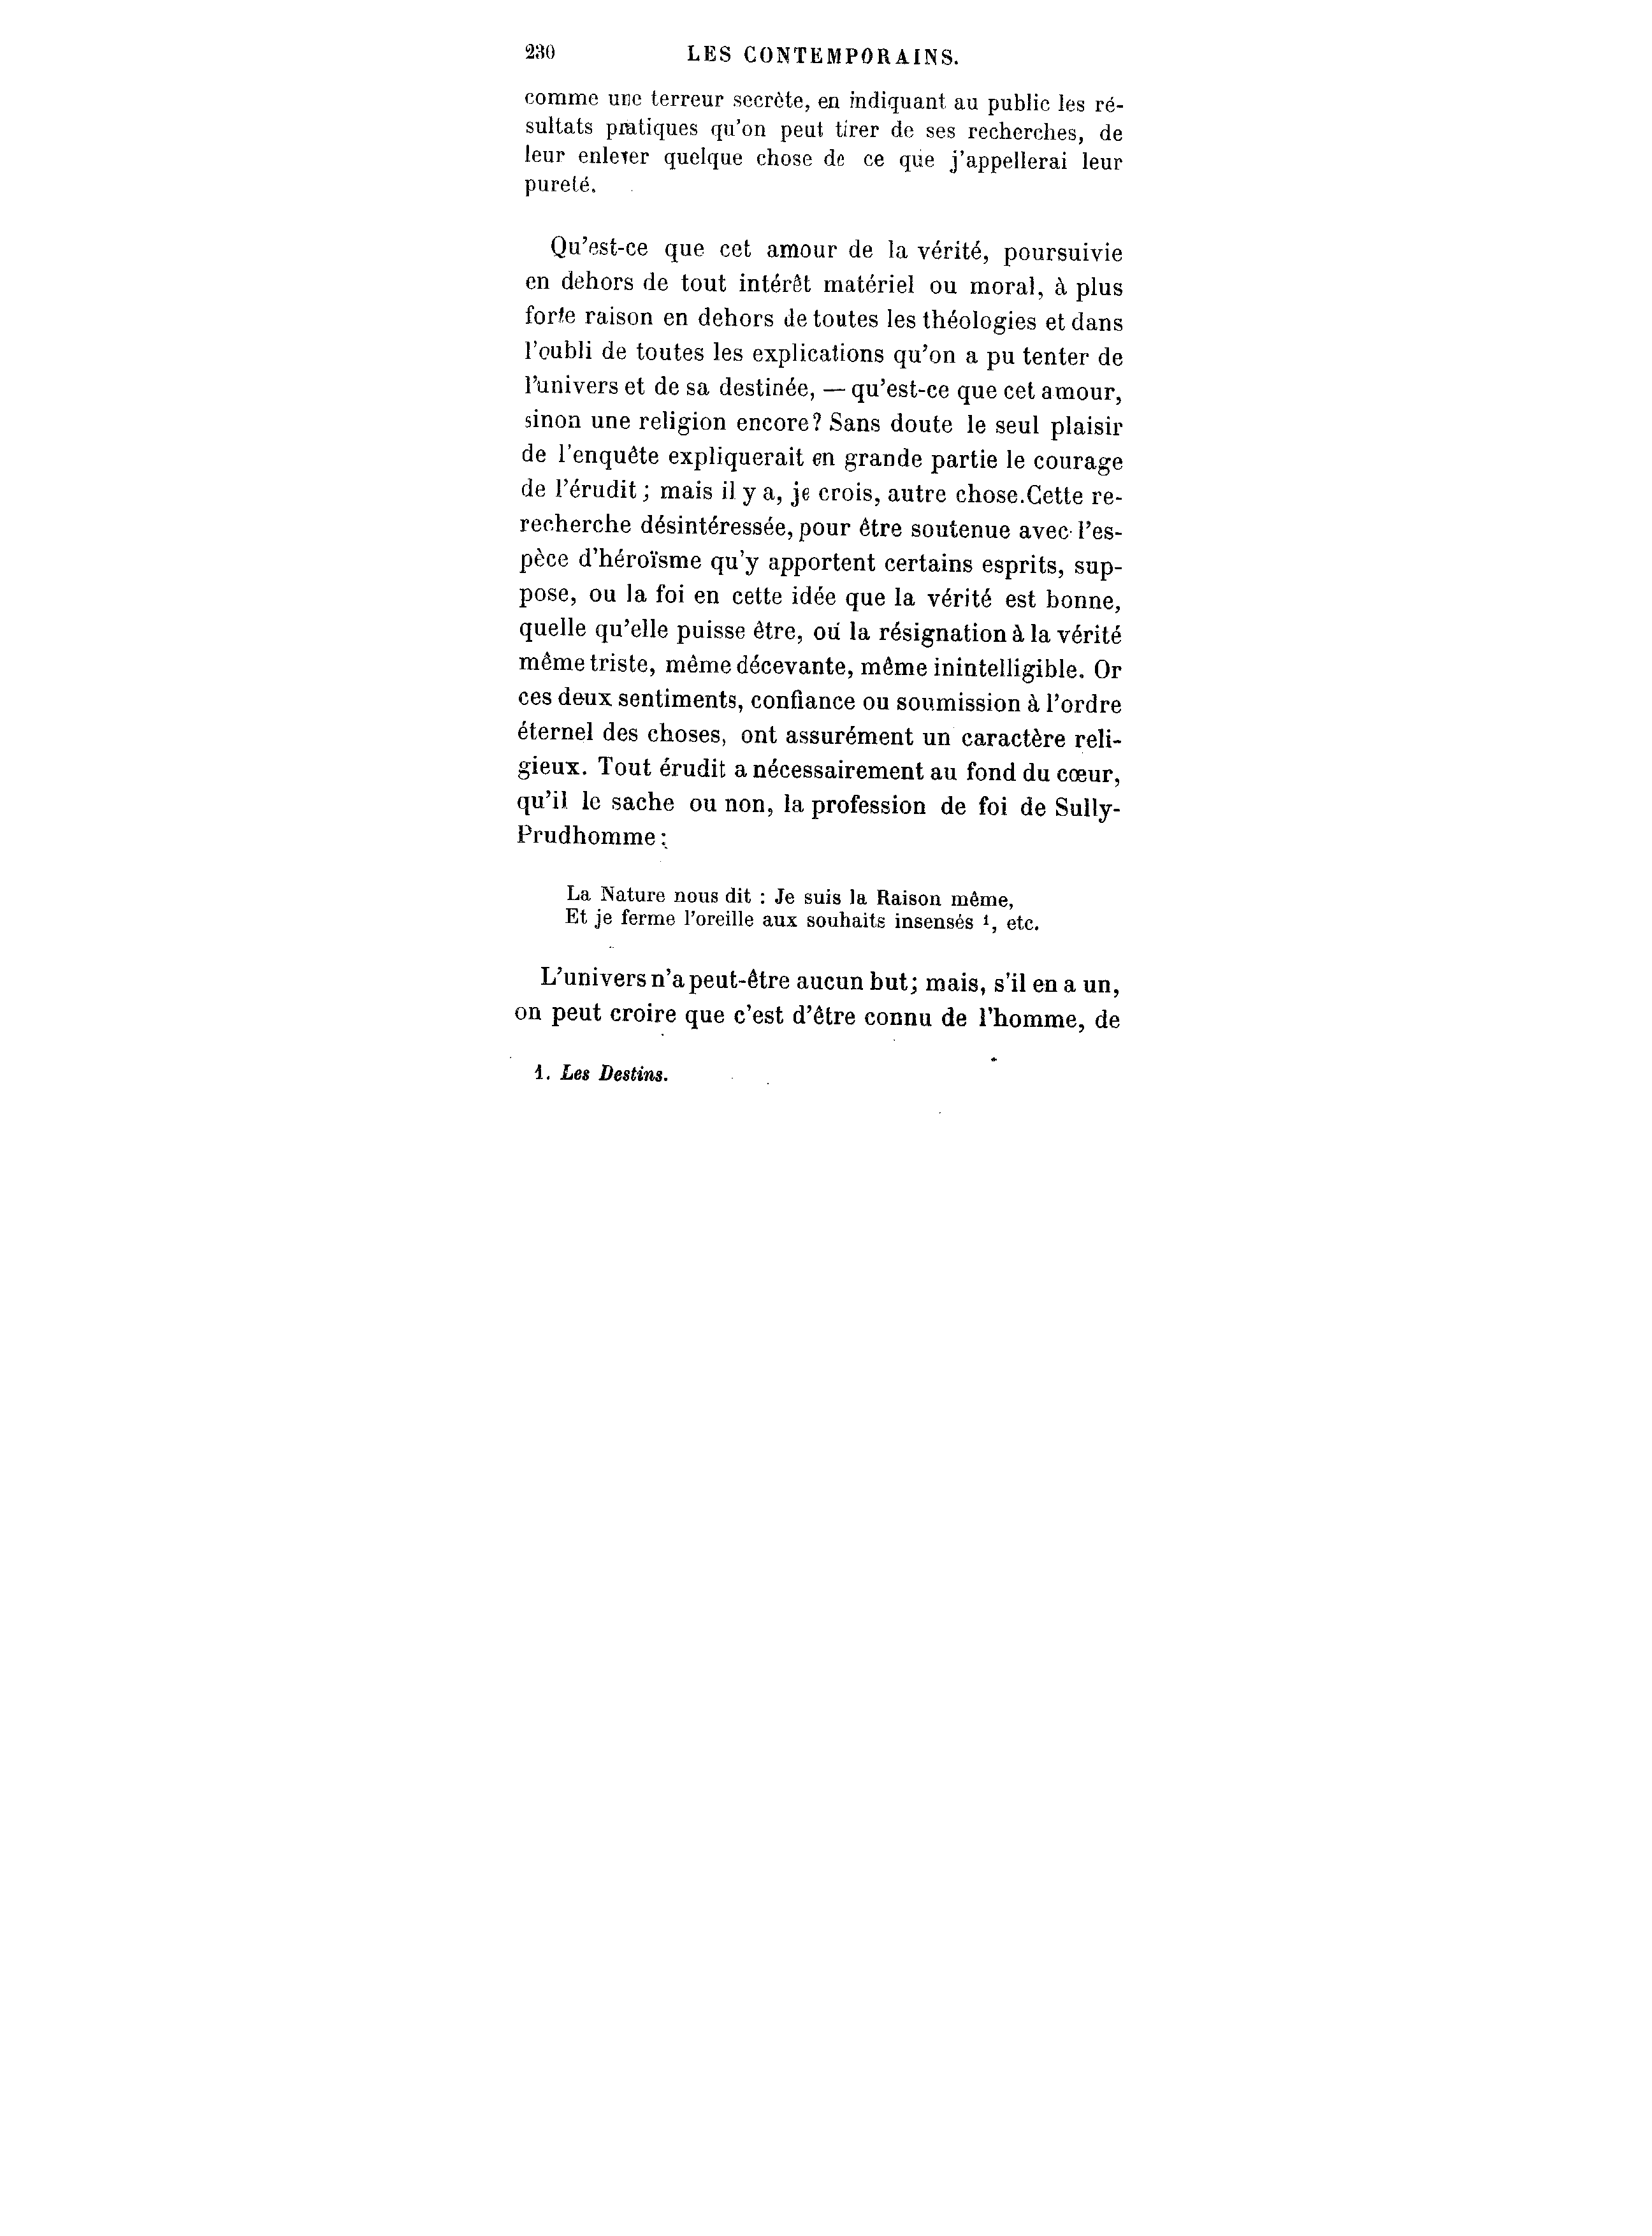 230 LES CONTEMPORAINS.
comme une terreur secrète, en indiquant au public les ré-
sultats pratiques qu'on peut tirer de ses recherches, de
leur enlever quelque chose de ce que j'appellerai leur
pureté.
Qu'est-ce que cet amour de la vérité, poursuivie
en dehors de tout intérêt matériel ou moral, à plus
forte raison en dehors de toutes les théologies et dans
l'oubli de toutes les explications qu'on a pu tenter de
l'univers et de sa destinée, — qu'est-ce que cet amour,
sinon une religion encore? Sans doute le seul plaisir
de l'enquête expliquerait en grande partie le courage
de l'érudit; mais il y a, je crois, autre chose.Cette re-
recherche désintéressée, pour être soutenue avec l'es-
pèce d'héroïsme qu'y apportent certains esprits, sup-
pose, ou la foi en cette idée que la vérité est bonne,
quelle qu'elle puisse être, ou la résignation à la vérité
même triste, même décevante, même inintelligible. Or
ces deux sentiments, confiance ou soumission à l'ordre
éternel des choses, ont assurément un caractère reli-
gieux. Tout érudit a nécessairement au fond du cœur,
qu'il le sache ou non, la profession de foi de Sully-
Prudhomme:
La Nature nous dit : Je suis la Raison même,
Et je ferme l'oreille aux souhaits insensés ¹, etc.
L'univers n'a peut-être aucun but; mais, s'il en a un,
on peut croire que c'est d'être connu de l'homme, de
1. Les Destins.